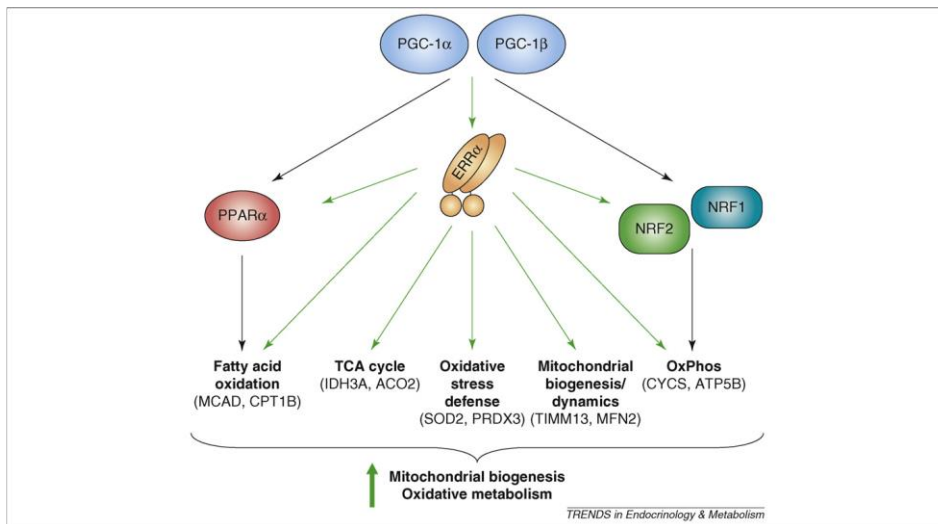 PGC-1α
PGC-1β
ERRα
PPARα
NRF2
NRF1
Fatty acid
oxidation
(MCAD, CPT1B)
TCA cycle
(IDH3A, ACO2)
Oxidative
stress
defense
(SOD2, PRDX3)
Mitochondrial
biogenesis/
dynamics
(TIMM13, MFN2)
OxPhos
(CYCS, ATP5B)
Mitochondrial biogenesis
Oxidative metabolism
TRENDS in Endocrinology & Metabolism